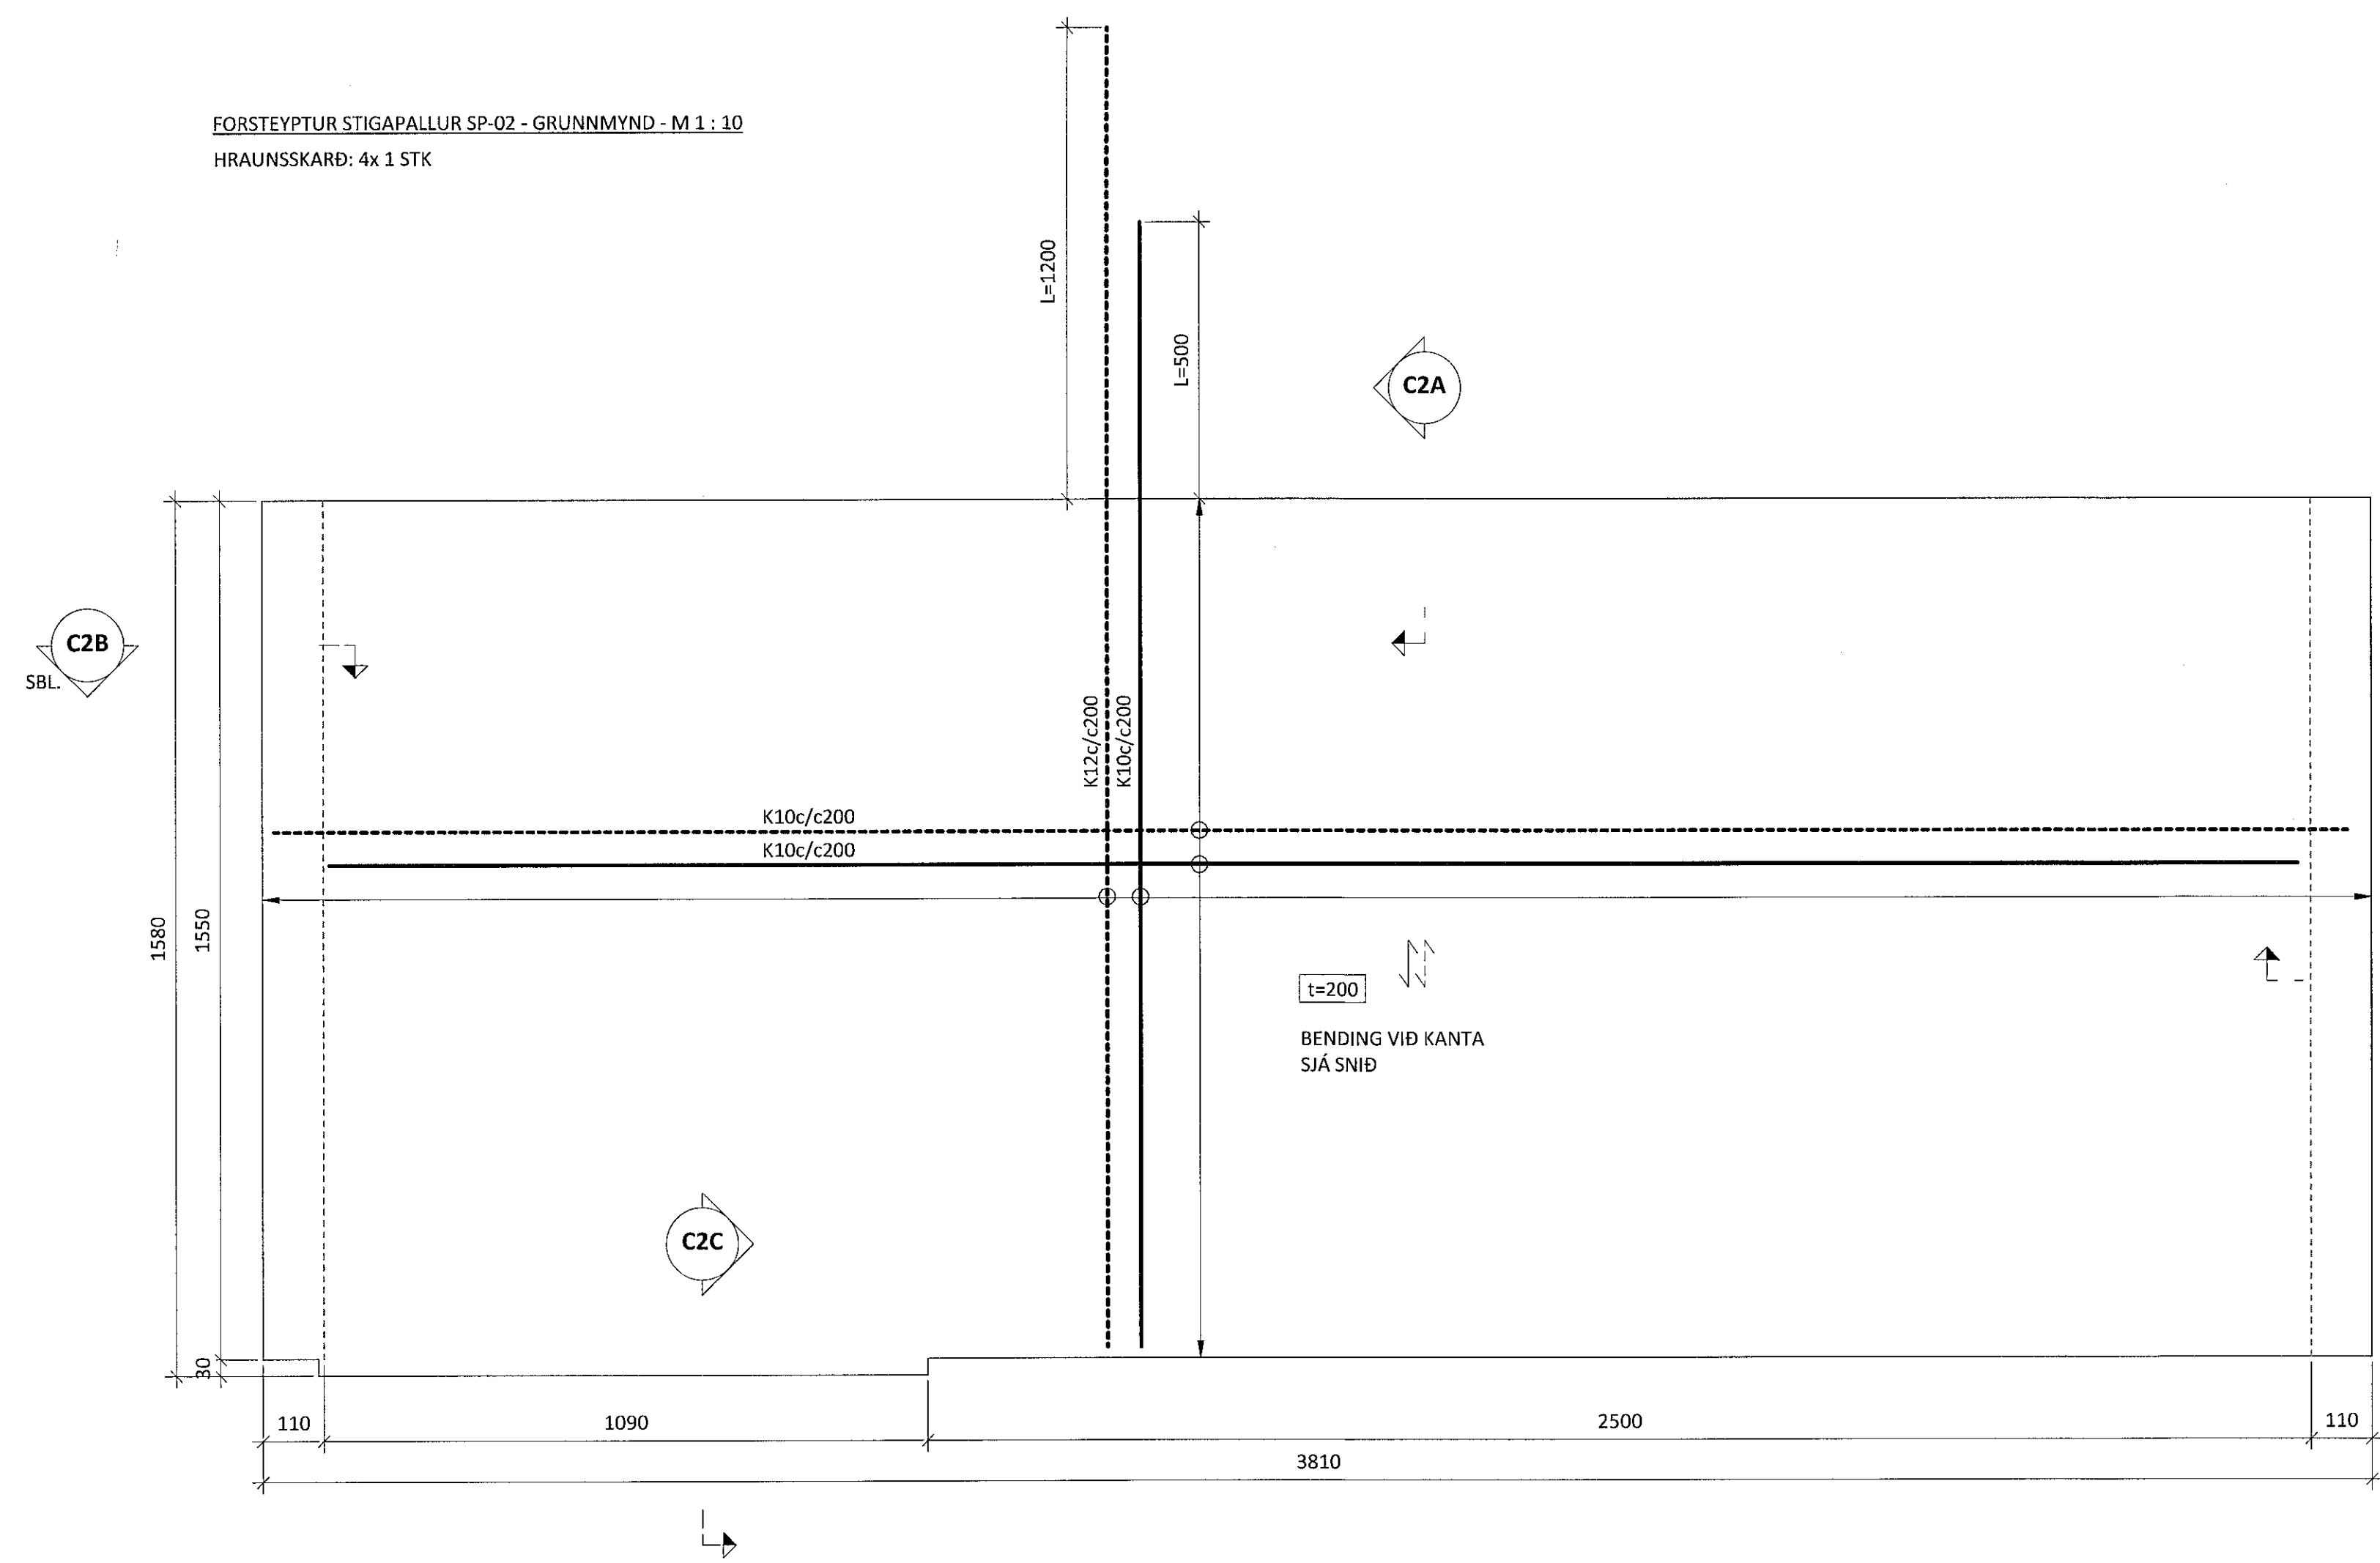 FORSTEYPTUR STIGAPALLUR SP-02 - GRUNNMYND - M 1 : 10
HRAUNSSKARÐ: 4x 1 STK
L=1200
L=500
C2A
C2B
SBL.
K12c/c200
K10c/c200
K10c/c200
K10c/c200
1580
1550
t=200
BENDING VIÐ KANTA
SJÁ SNIÐ
C2C
30
110
1090
2500
110
3810